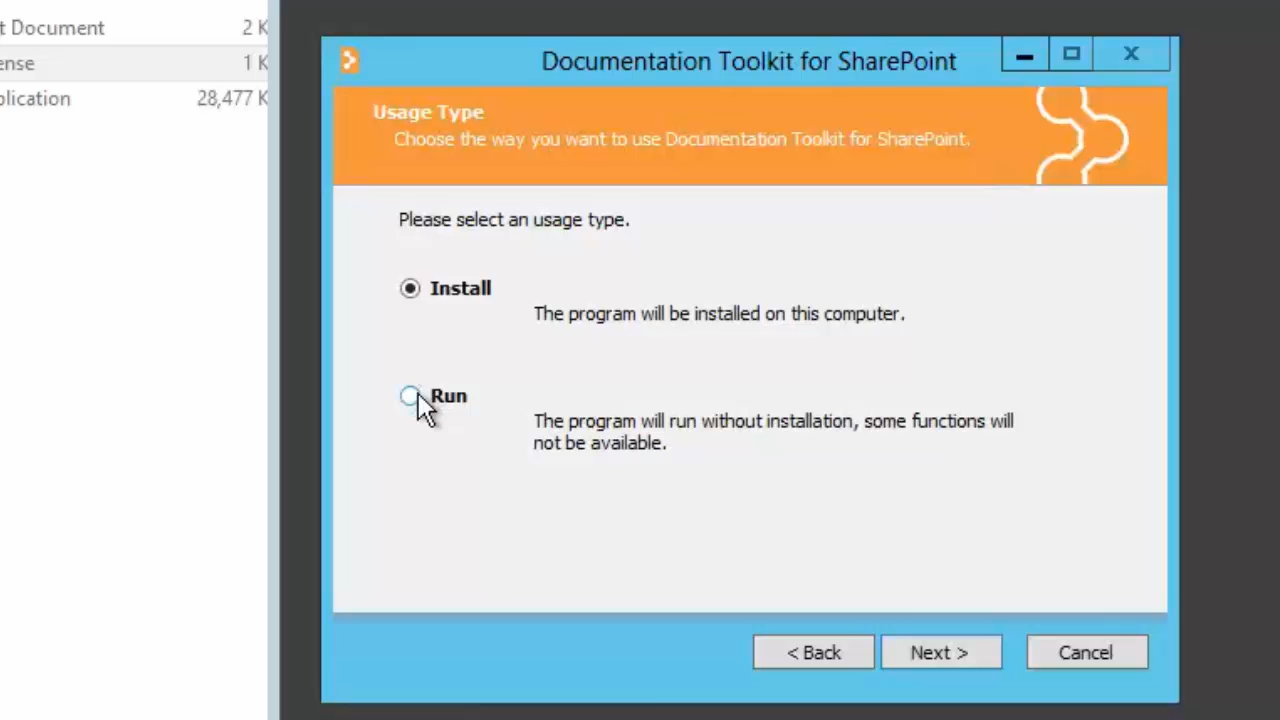 t Document 2 K
ense 1 K
plication 28,477 K
Documentation Toolkit for SharePoint
Usage Type
Choose the way you want to use Documentation Toolkit for SharePoint.
Please select an usage type.
Install
The program will be installed on this computer.
Run
The program will run without installation, some functions will
not be available.
< Back Next > Cancel